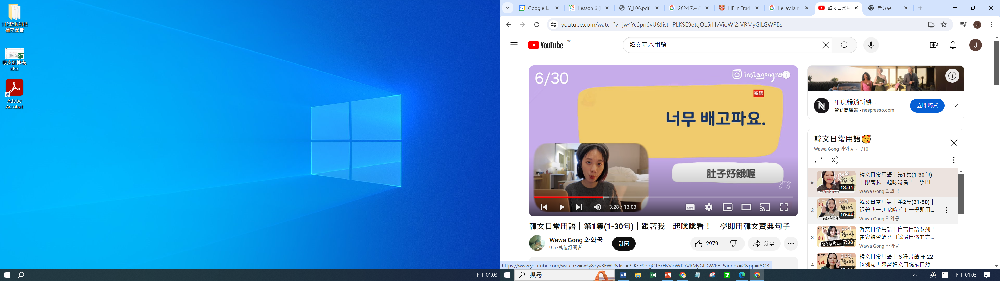 112新興科技
補充保費
收支結算表.
xlsx
Adobe
Acrobat
下午 01:03
Google 日
Lesson 6 (
Y_L06.pdf
2024 7月行
LIE in Trad
lie lay lain
韓文日常用
新分頁
youtube.com/watch?v=jw4Yc6pn6vU&list=PLKSE9etgOL5rHvVioWf2rVRMyGILGWPBs
J
YouTube TW
韓文基本用語
J
6/30
instagongra
敬語
너무 배고파요.
肚子好餓喔
jong
3:28 / 13:03
韓文日常用語｜第1集(1-30句)｜跟著我一起唸唸看！一學即用韓文寶典句子
Wawa Gong 와와공
9.57萬位訂閱者
訂閱
2979
分享
年度暢銷新機...
贊助商廣告 · nespresso.com
立即購買
韓文日常用語🥰
Wawa Gong 와와공 - 1/10
13:04
韓文日常用語｜第1集(1-30句)
｜跟著我一起唸唸看！一學即...
Wawa Gong 와와공
2
10:44
韓文日常用語｜第2集(31-50)｜
跟著我一起唸唸看！一學即用...
Wawa Gong 와와공
3
7:38
韓文日常用語｜自言自語系列！
在家練習韓文口說最自然的方...
Wawa Gong 와와공
4
韓文日常用語｜ 8 種片語 ➕ 22
個例句！練習韓文口說最自然...
https://www.youtube.com/watch?v=w3y83yv3FWU&list=PLKSE9etgOL5rHvVioWf2rVRMyGILGWPBs&index=2&pp=iAQB
搜尋
英
下午 01:03